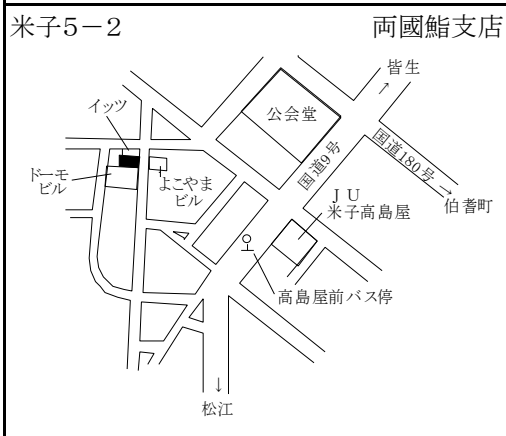 米子5-2
両國鮨支店
皆生
イッツ
公会堂
国道9号
国道180号
伯耆町
ドーモ
ビル
よこやま
ビル
JU
米子高島屋
高島屋前バス停
松江